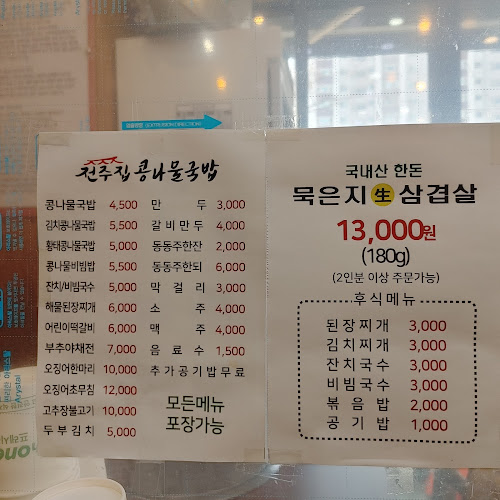 전주집 콩나물국밥
콩나물국밥 4,500
김치콩나물국밥 5,500
황태콩나물국밥 5,000
콩나물비빔밥 5,500
잔치/비빔국수 5,000
해물된장찌개 6,000
어린이떡갈비 6,000
부추야채전 7,000
오징어한마리 10,000
오징어초무침 12,000
고추장불고기 10,000
두부김치 5,000
만두 3,000
갈비만두 4,000
동동주한잔 2,000
동동주한되 6,000
막걸리 3,000
소주 4,000
맥주 4,000
음료수 1,500
추가공기밥무료
모든메뉴
포장가능
국내산 한돈
묵은지 生 삼겹살
13,000원
(180g)
(2인분 이상 주문가능)
후식메뉴
된장찌개 3,000
김치찌개 3,000
잔치국수 3,000
비빔국수 3,000
볶음밥 2,000
공기밥 1,000